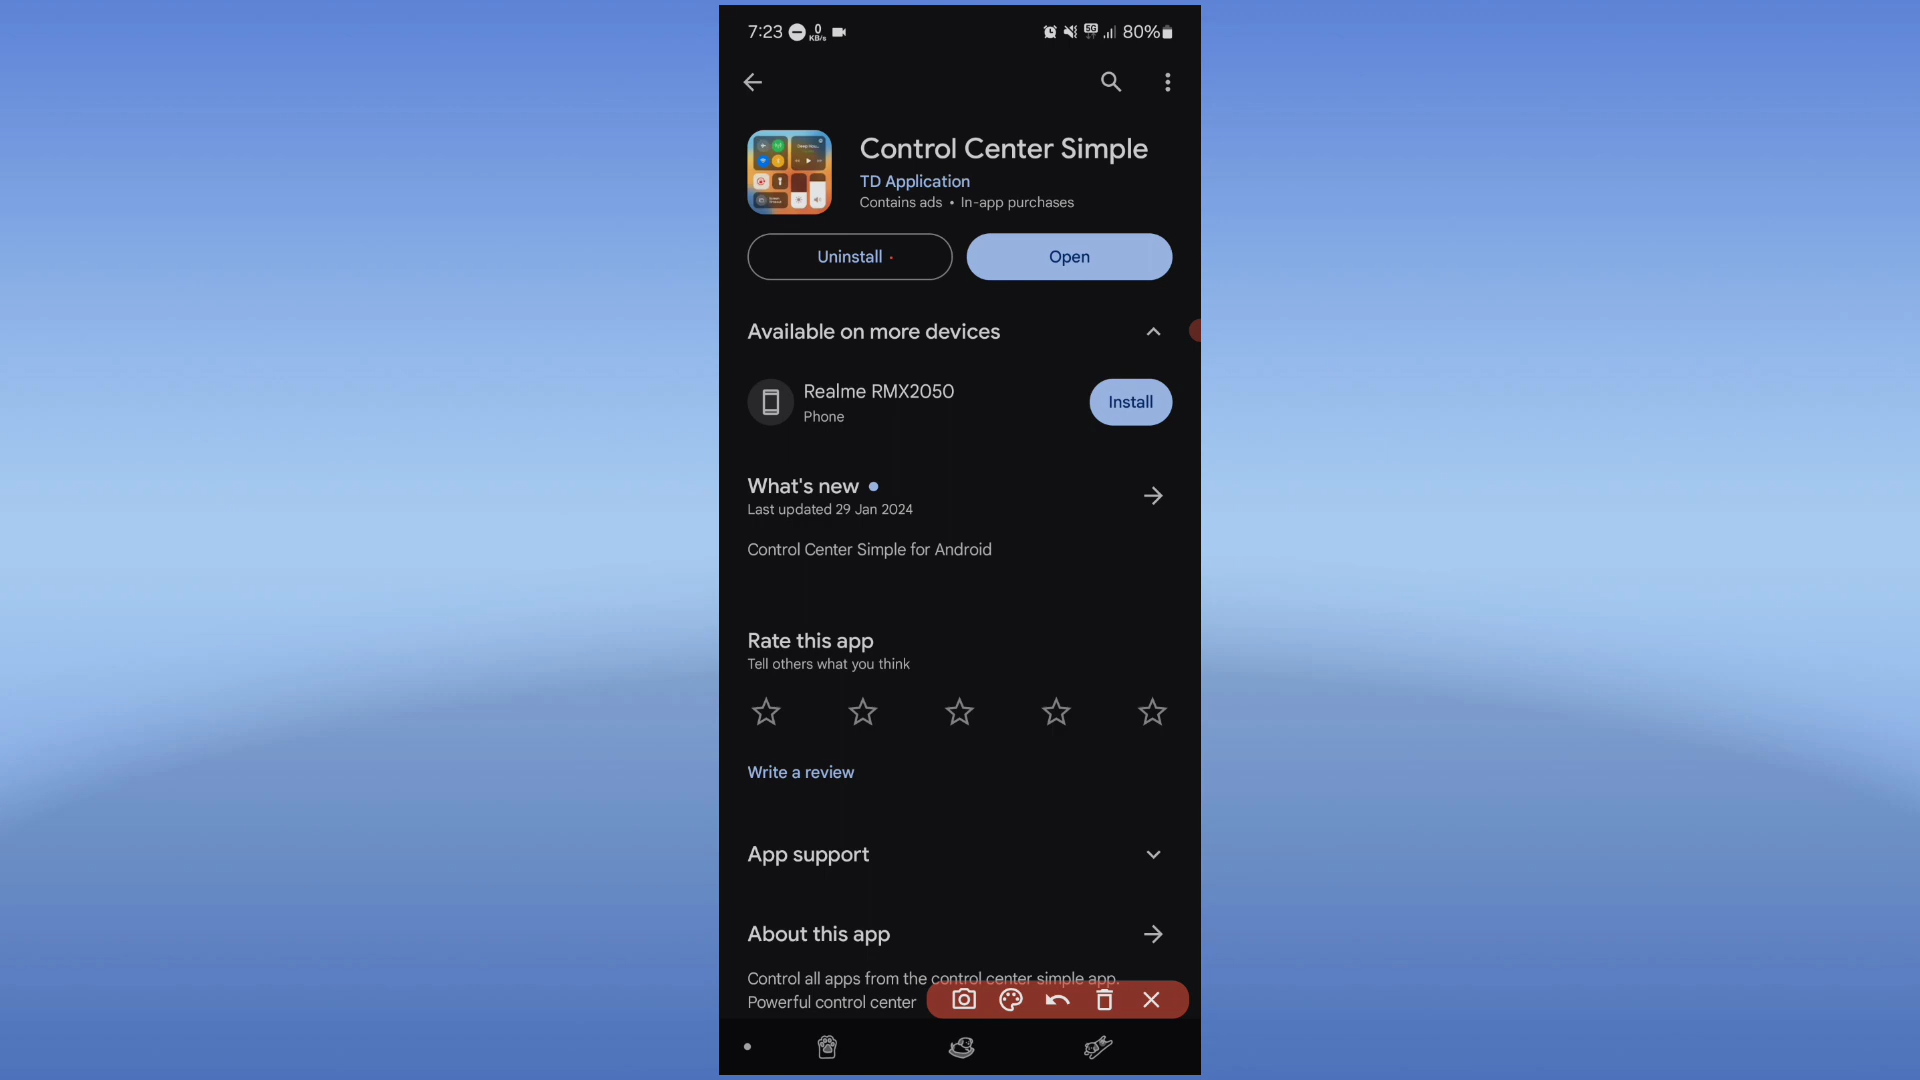 7:23 0 KB/s 5G 80%
Control Center Simple
TD Application
Contains ads • In-app purchases
Uninstall
Open
Available on more devices
Realme RMX2050
Phone
Install
What's new
Last updated 29 Jan 2024
Control Center Simple for Android
Rate this app
Tell others what you think
Write a review
App support
About this app
Control all apps from the control center simple app.
Powerful control center